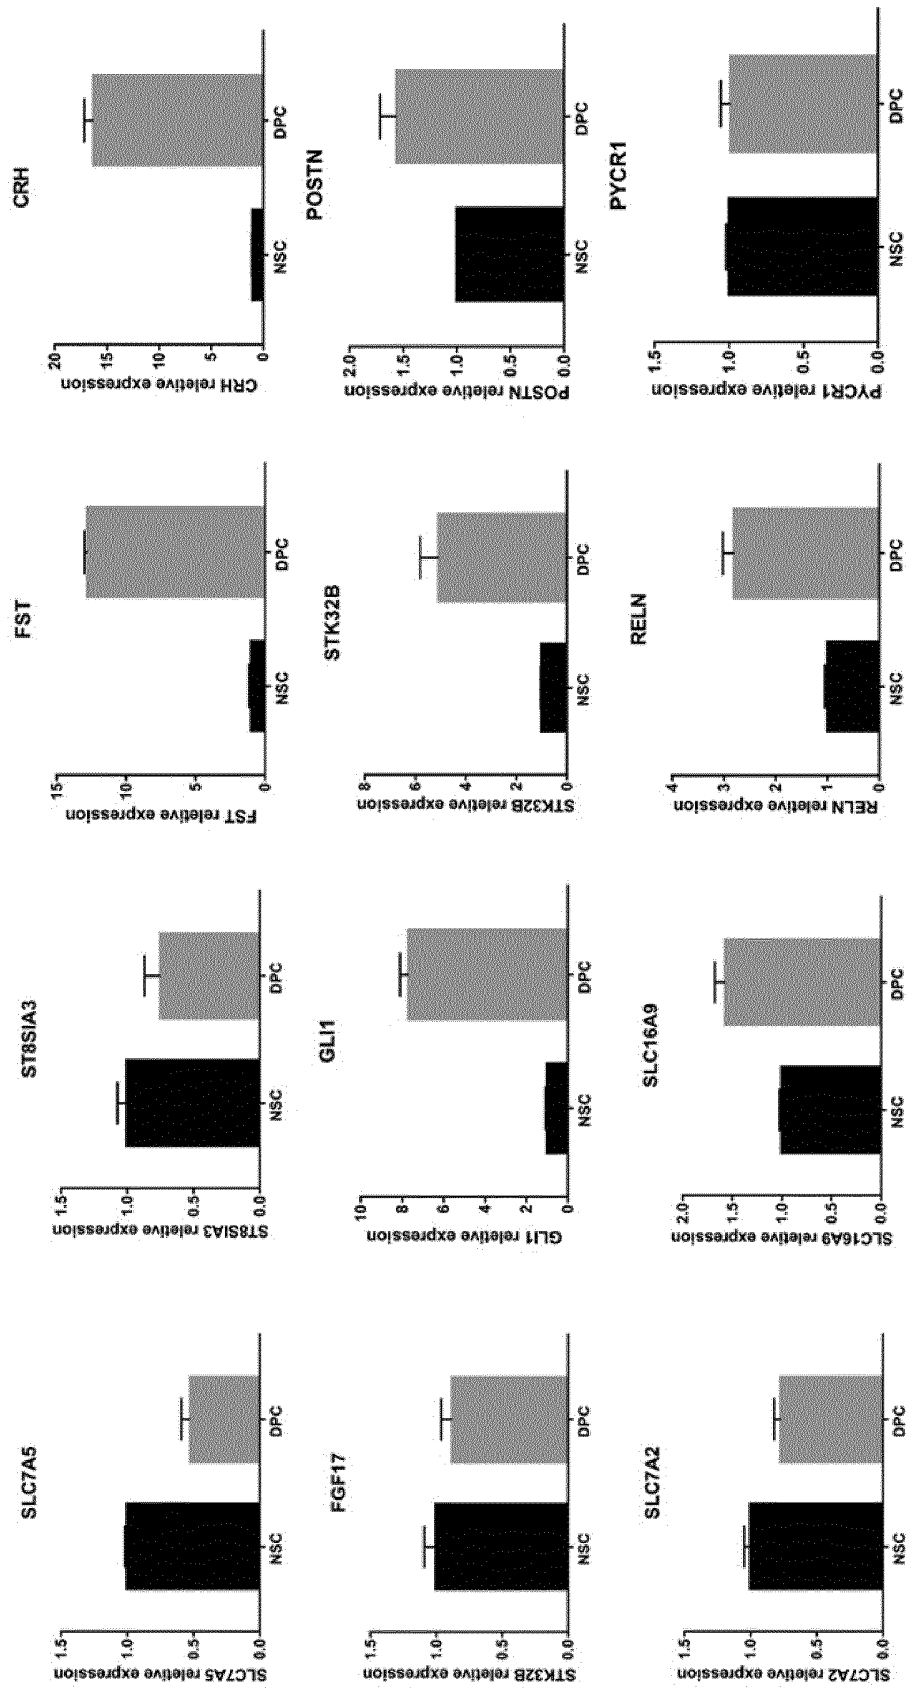 SLC7A5
SLC7A5 reletive expression
1.5
1.0
0.5
0.0
NSC
DPC
ST8SIA3
ST8SIA3 reletive expression
1.5
1.0
0.5
0.0
NSC
DPC
FST
FST reletive expression
15
10
5
0
NSC
DPC
CRH
CRH reletive expression
20
15
10
5
0
NSC
DPC
FGF17
STK32B reletive expression
1.5
1.0
0.5
0.0
NSC
DPC
GLI1
GLI1 reletive expression
10
8
6
4
2
0
NSC
DPC
STK32B
STK32B reletive expression
8
6
4
2
0
NSC
DPC
POSTN
POSTN reletive expression
2.0
1.5
1.0
0.5
0.0
NSC
DPC
SLC7A2
SLC7A2 reletive expression
1.5
1.0
0.5
0.0
NSC
DPC
SLC16A9
SLC16A9 reletive expression
2.0
1.5
1.0
0.5
0.0
NSC
DPC
RELN
RELN reletive expression
4
3
2
1
0
NSC
DPC
PYCR1
PYCR1 reletive expression
1.5
1.0
0.5
0.0
NSC
DPC